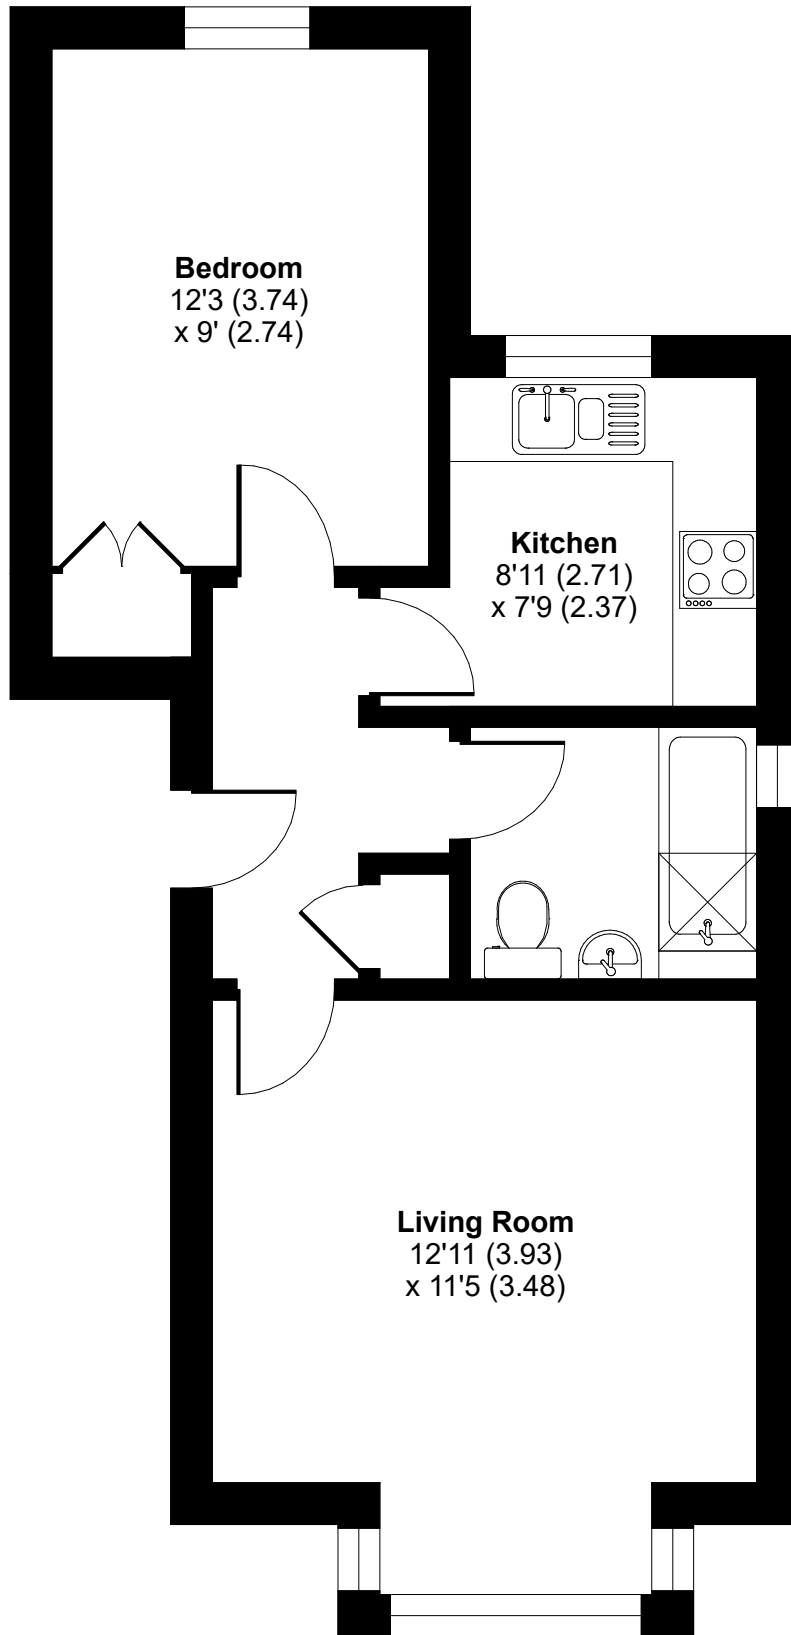 Bedroom
12'3 (3.74)
x 9' (2.74)
Kitchen
8'11 (2.71)
x 7'9 (2.37)
Living Room
12'11 (3.93)
x 11'5 (3.48)